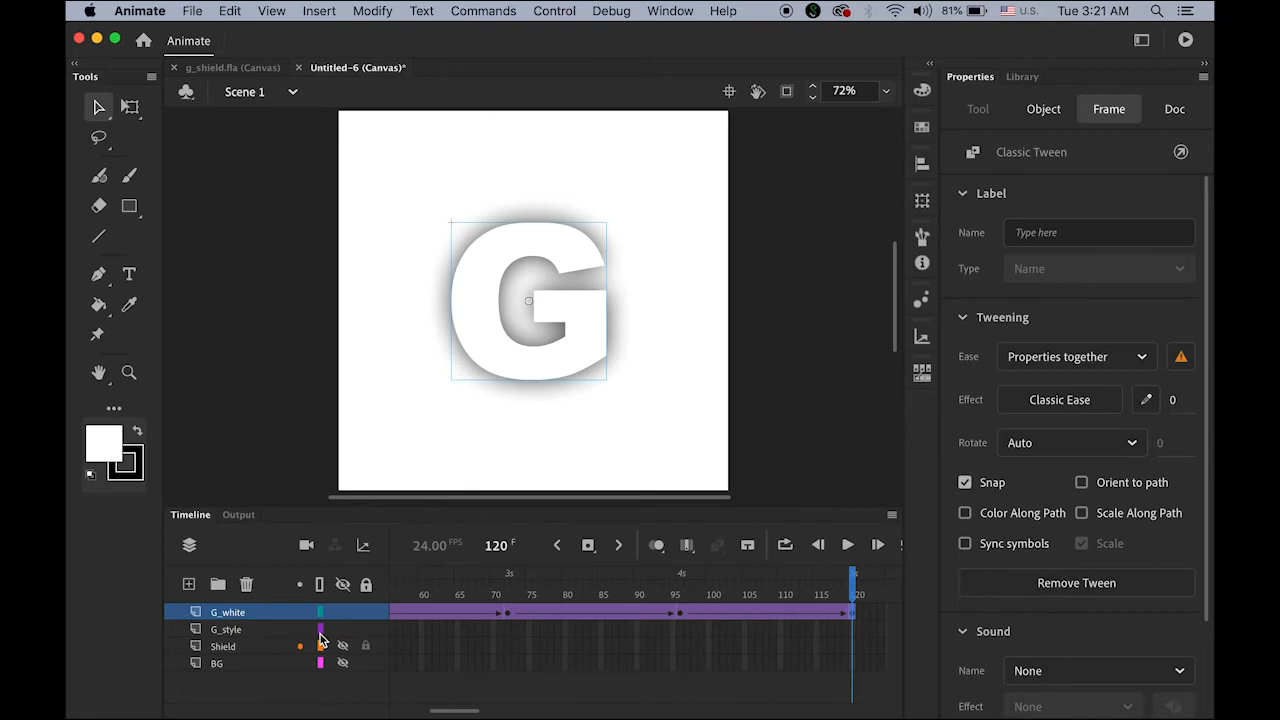 Animate File Edit View Insert Modify Text Commands Control Debug Window Help 81% U.S. Tue 3:21 AM
Animate
Tools
g_shield.fla (Canvas) Untitled-6 (Canvas)*
Scene 1 72%
Properties Library
Tool Object Frame Doc
Classic Tween
Label
Name Type here
Type Name
Tweening
Ease Properties together
Effect Classic Ease 0
Rotate Auto 0
Snap Orient to path
Color Along Path Scale Along Path
Sync symbols Scale
Remove Tween
Sound
Name None
Effect None
G
Timeline Output
24.00 FPS 120 F
3s 4s
60 65 70 75 80 85 90 95 100 105 110 115 120
G_white
G_style
Shield
BG